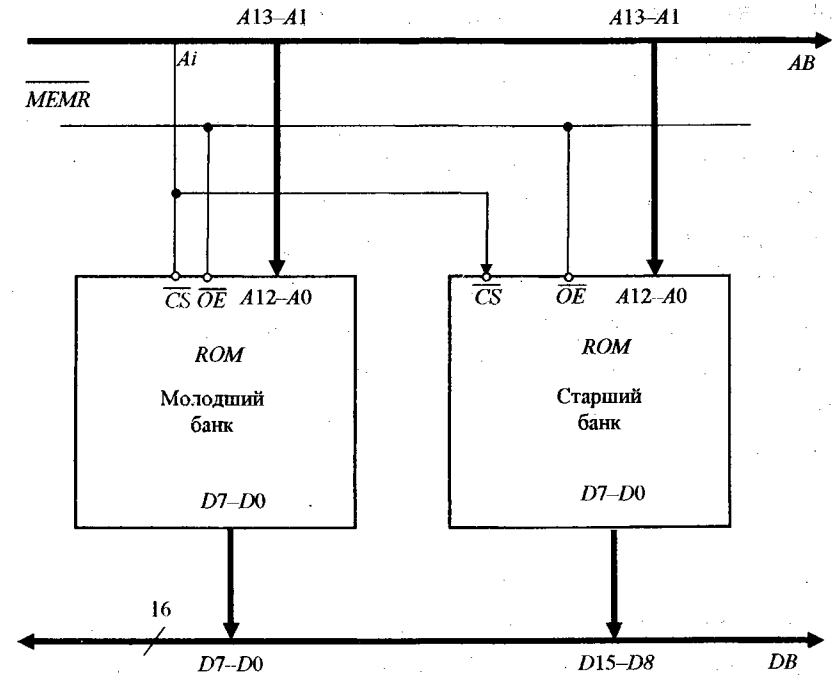 A13–A1
A13–A1
Ai
AB
MEMR
CS OE A12–A0
CS OE A12–A0
ROM
Молодший
банк
D7–D0
ROM
Старший
банк
D7–D0
16
D7–D0
D15–D8
DB